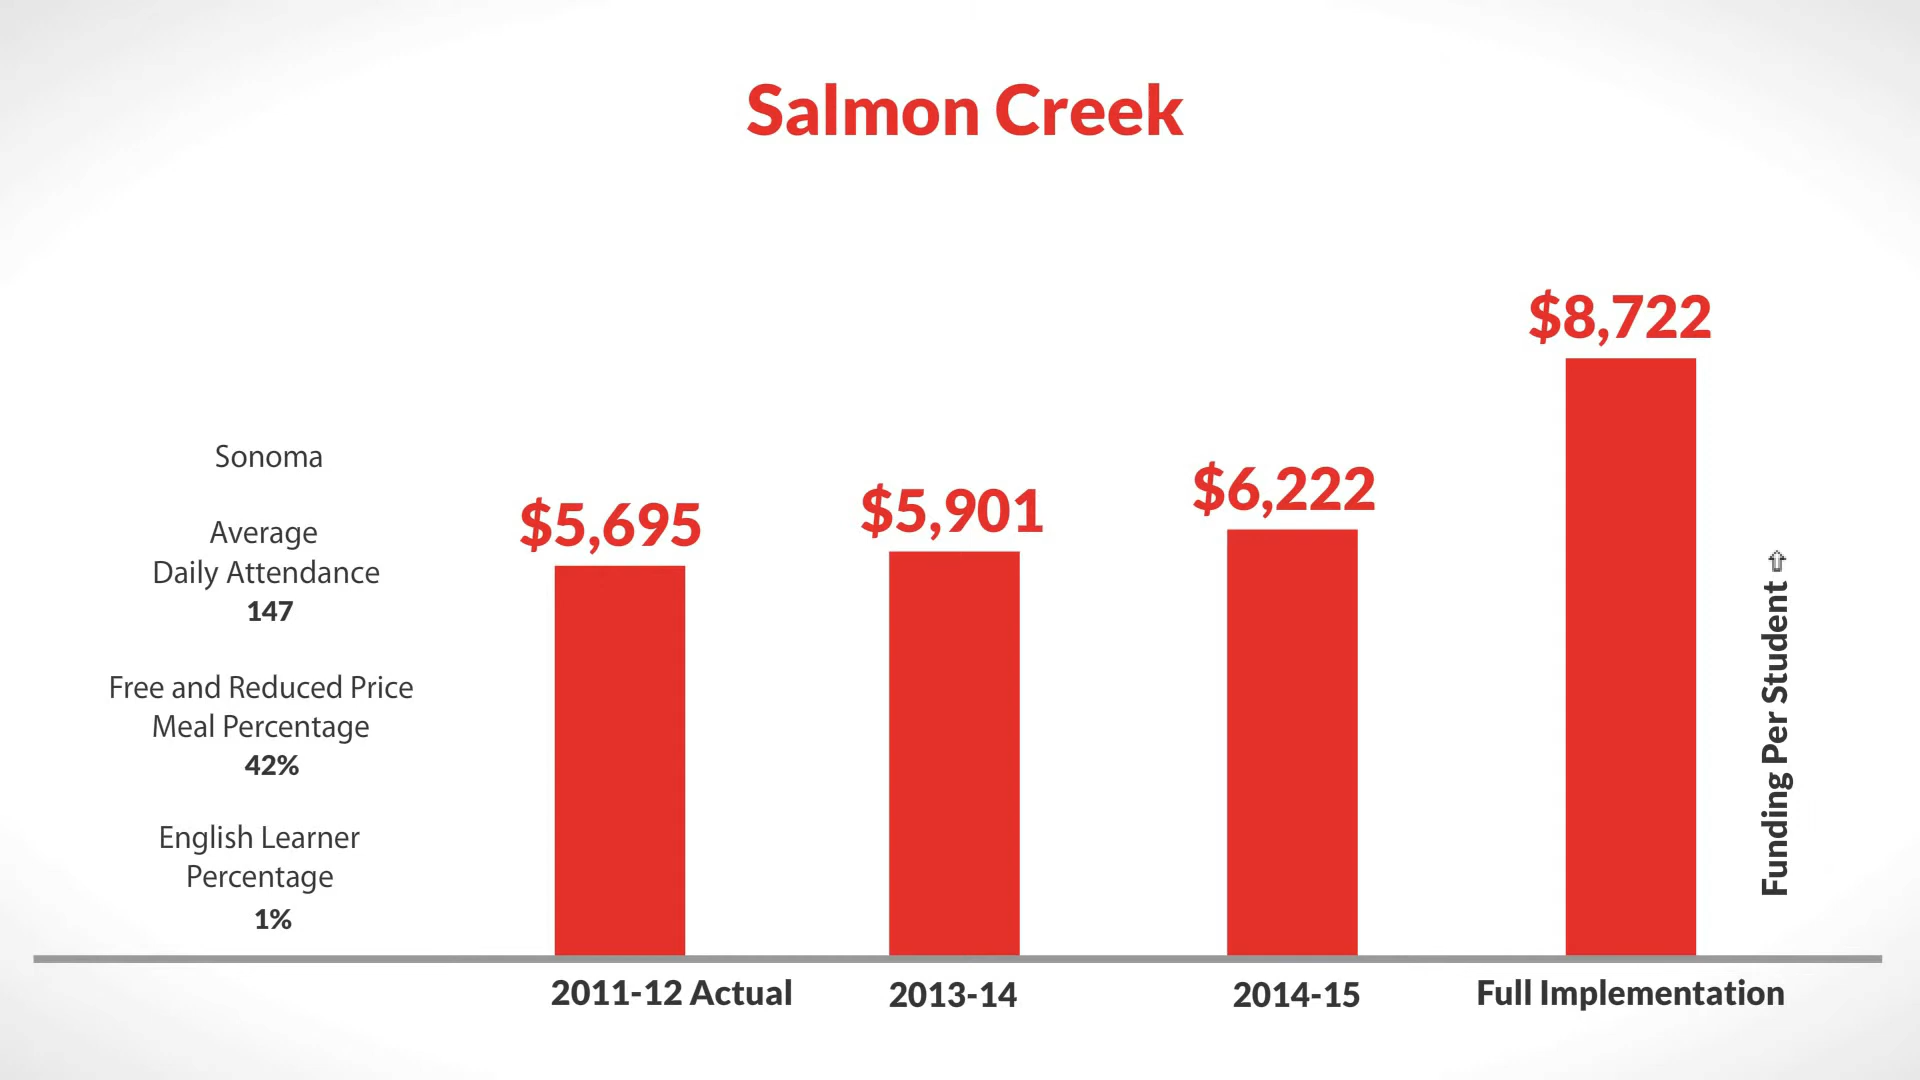 Salmon Creek
Sonoma
Average
Daily Attendance
147
Free and Reduced Price
Meal Percentage
42%
English Learner
Percentage
1%
$5,695
$5,901
$6,222
$8,722
2011-12 Actual
2013-14
2014-15
Full Implementation
Funding Per Student ⇧